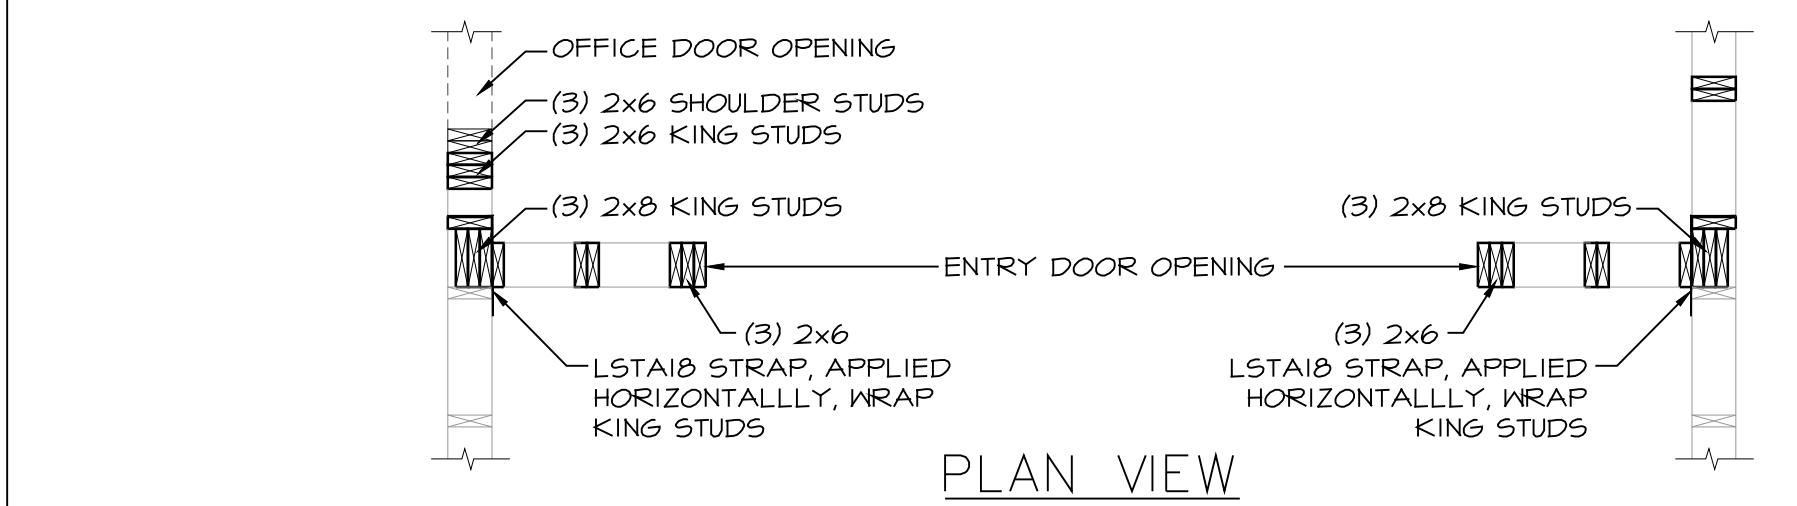 OFFICE DOOR OPENING
(3) 2x6 SHOULDER STUDS
(3) 2x6 KING STUDS
(3) 2x8 KING STUDS
(3) 2x8 KING STUDS
ENTRY DOOR OPENING
(3) 2x6
LSTA18 STRAP, APPLIED
HORIZONTALLLY, WRAP
KING STUDS
(3) 2x6
LSTA18 STRAP, APPLIED
HORIZONTALLLY, WRAP
KING STUDS
PLAN VIEW